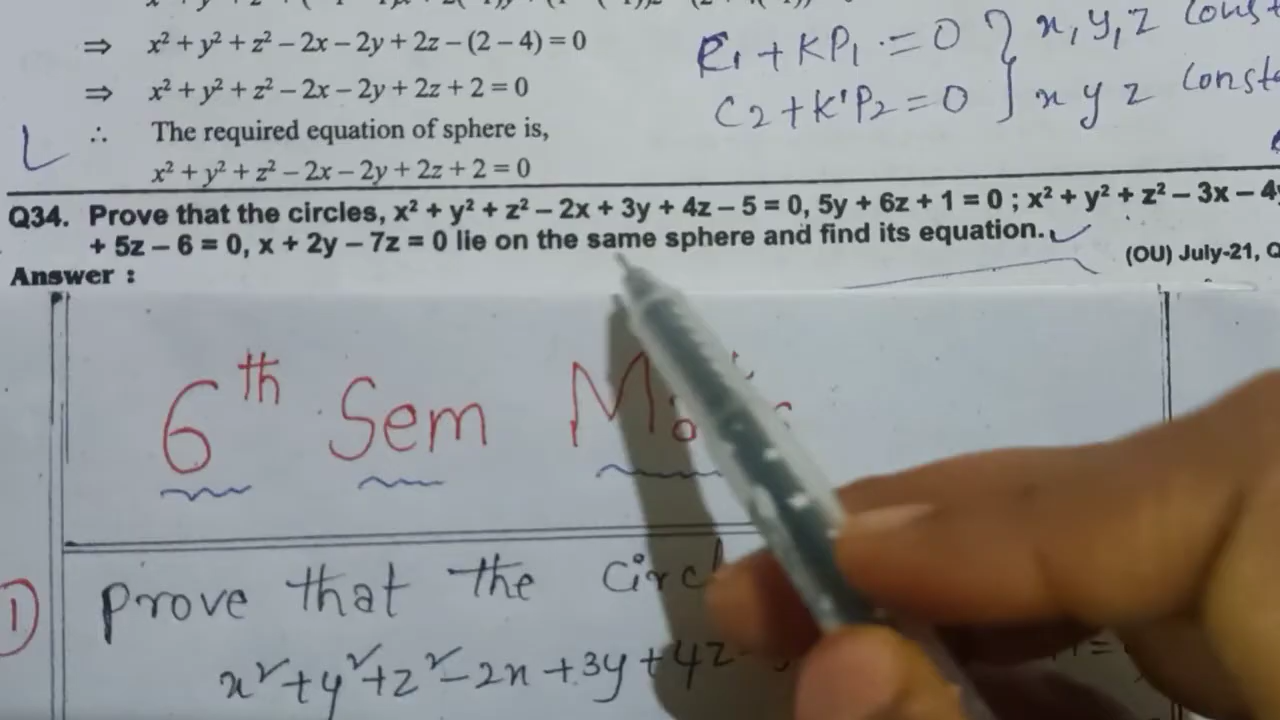 ⇒ x² + y² + z² – 2x – 2y + 2z – (2 – 4) = 0
⇒ x² + y² + z² – 2x – 2y + 2z + 2 = 0
∴ The required equation of sphere is,
x² + y² + z² – 2x – 2y + 2z + 2 = 0
C₁ + KP₁ = 0 } x, y, z
C₂ + K'P₂ = 0 } x y z
Q34. Prove that the circles, x² + y² + z² – 2x + 3y + 4z – 5 = 0, 5y + 6z + 1 = 0 ; x² + y² + z² – 3x – 4
+ 5z – 6 = 0, x + 2y – 7z = 0 lie on the same sphere and find its equation.
(OU) July-21, Q
Answer :
6th Sem
1) Prove that the
x² + y² + z² – 2x + 3y + 4z